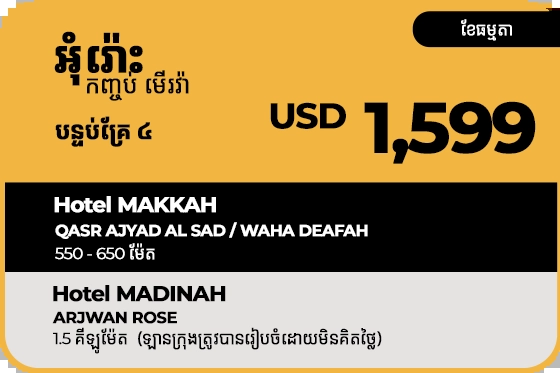 ខែធម្មតា
អ៊ុំរ៉ោះ
កញ្ចប់ មើរវ៉ា
បន្ទប់គ្រែ ៤
USD 1,599
Hotel MAKKAH
QASR AJYAD AL SAD / WAHA DEAFAH
550 - 650 ម៉ែត
Hotel MADINAH
ARJWAN ROSE
1.5 គីឡូម៉ែត (ឡានក្រុងត្រូវបានរៀបចំដោយមិនគិតថ្លៃ)